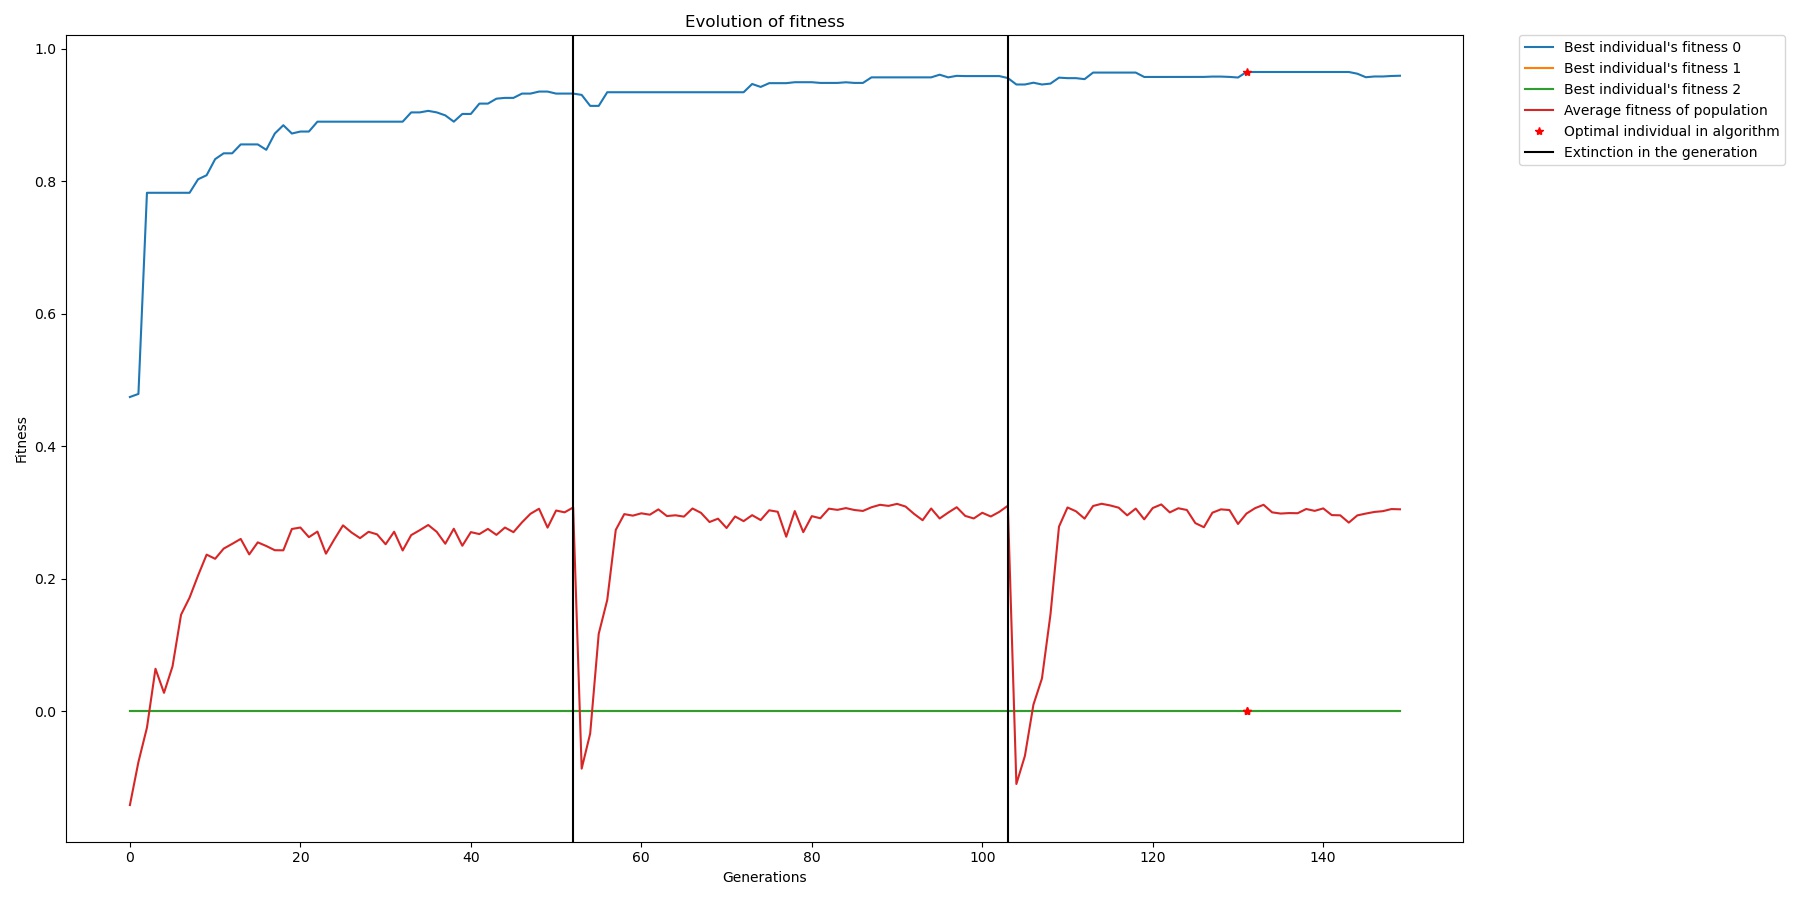 Evolution of fitness
1.0
0.8
0.6
0.4
0.2
0.0
Fitness
0
20
40
60
80
100
120
140
Generations
Best individual's fitness 0
Best individual's fitness 1
Best individual's fitness 2
Average fitness of population
Optimal individual in algorithm
Extinction in the generation